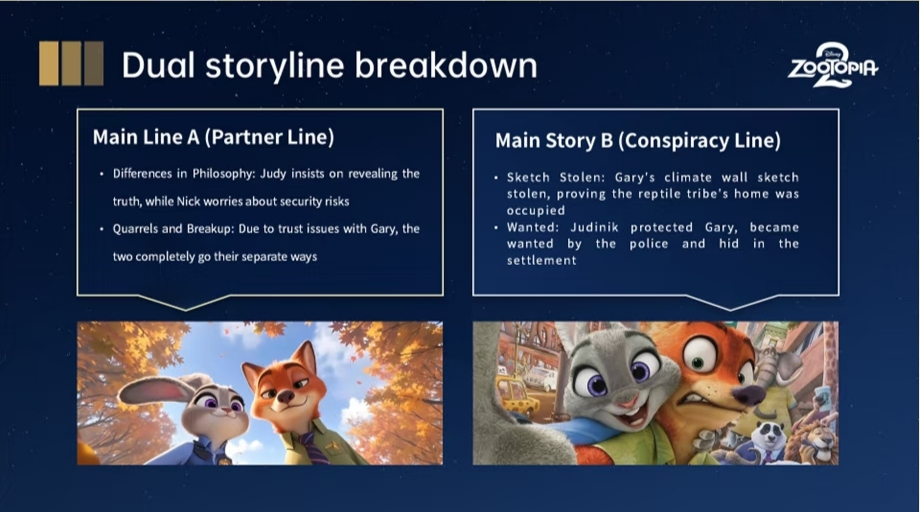 Dual storyline breakdown
Disney
ZOOTOPIA
2
Main Line A (Partner Line)
• Differences in Philosophy: Judy insists on revealing the
truth, while Nick worries about security risks
• Quarrels and Breakup: Due to trust issues with Gary, the
two completely go their separate ways
Main Story B (Conspiracy Line)
• Sketch Stolen: Gary's climate wall sketch
stolen, proving the reptile tribe's home was
occupied
• Wanted: Judinik protected Gary, became
wanted by the police and hid in the
settlement